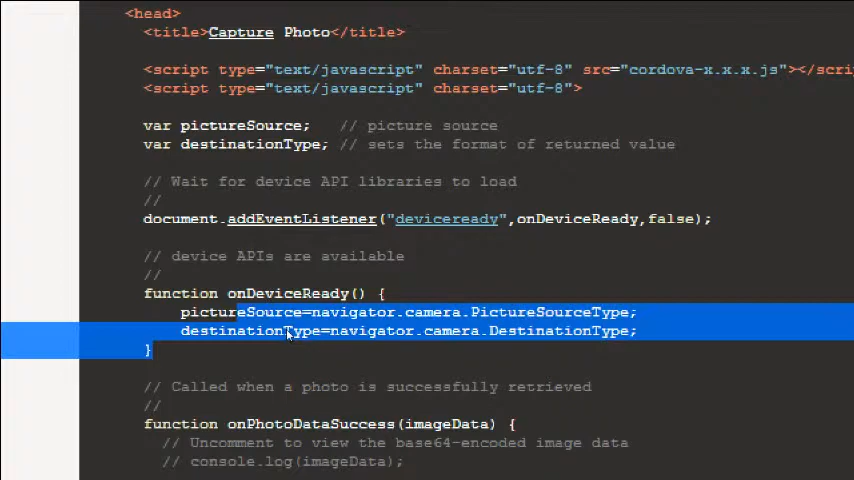 <head>
<title>Capture Photo</title>
<script type="text/javascript" charset="utf-8" src="cordova-x.x.x.js"></scri
<script type="text/javascript" charset="utf-8">
var pictureSource;   // picture source
var destinationType; // sets the format of returned value
// Wait for device API libraries to load
//
document.addEventListener("deviceready",onDeviceReady,false);
// device APIs are available
//
function onDeviceReady() {
pictureSource=navigator.camera.PictureSourceType;
destinationType=navigator.camera.DestinationType;
}
// Called when a photo is successfully retrieved
//
function onPhotoDataSuccess(imageData) {
// Uncomment to view the base64-encoded image data
// console.log(imageData);